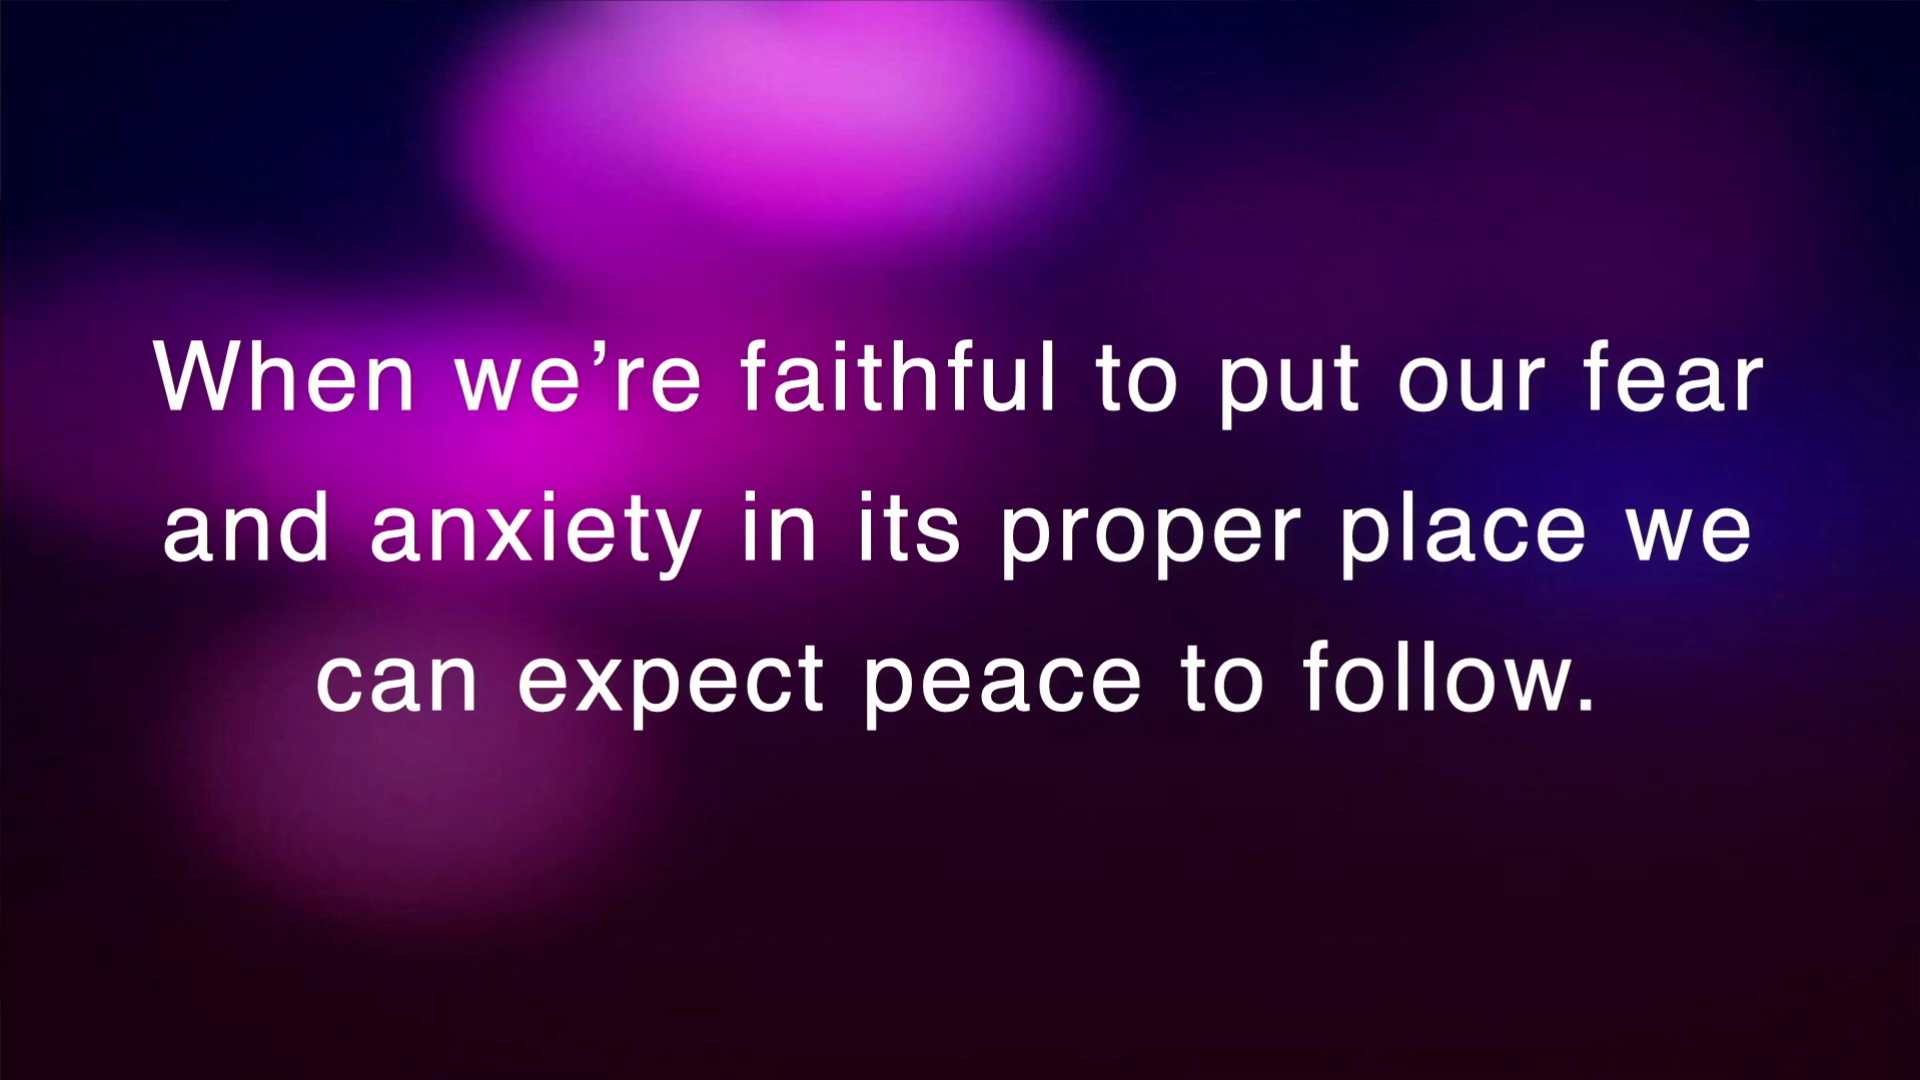 When we’re faithful to put our fear
and anxiety in its proper place we
can expect peace to follow.